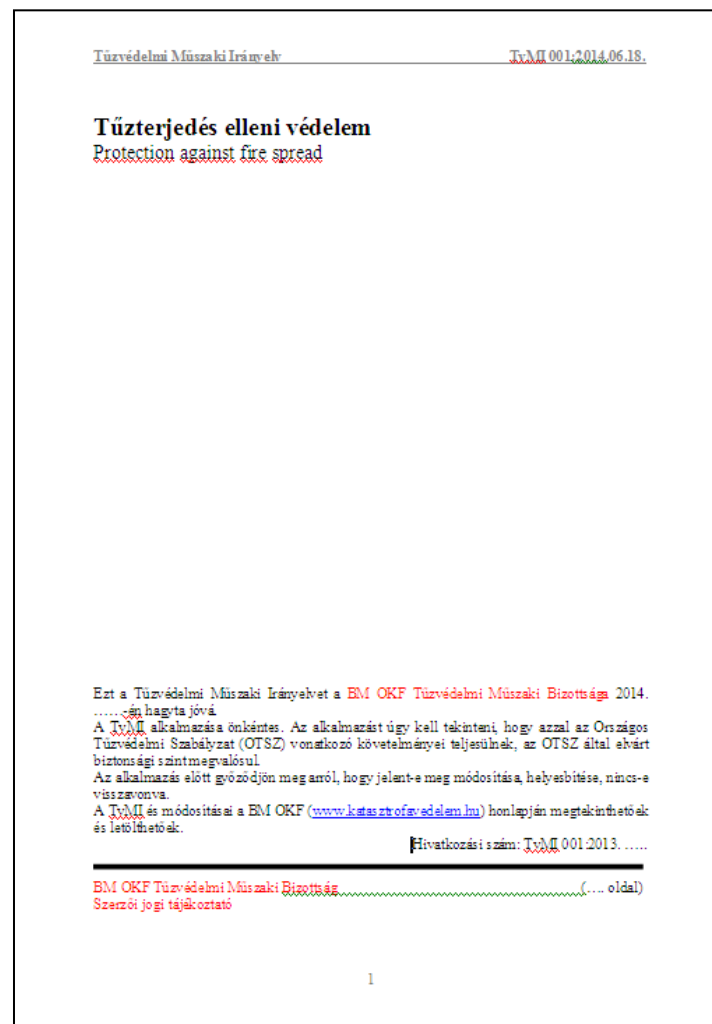 Tűzvédelmi Műszaki Irányelv TvMI 001:2014.06.18.
Tűzterjedés elleni védelem
Protection against fire spread
Ezt a Tűzvédelmi Műszaki Irányelvet a BM OKF Tűzvédelmi Műszaki Bizottsága 2014.
……-én hagyta jóvá.
A TvMI alkalmazása önkéntes. Az alkalmazást úgy kell tekinteni, hogy azzal az Országos
Tűzvédelmi Szabályzat (OTSZ) vonatkozó követelményei teljesülnek, az OTSZ által elvárt
biztonsági szint megvalósul.
Az alkalmazás előtt győződjön meg arról, hogy jelent-e meg módosítása, helyesbítése, nincs-e
visszavonva.
A TvMI és módosításai a BM OKF (www.katasztrofavedelem.hu) honlapján megtekinthetőek
és letölthetőek.
Hivatkozási szám: TvMI 001:2013. …..
BM OKF Tűzvédelmi Műszaki Bizottság (…. oldal)
Szerzői jogi tájékoztató
1